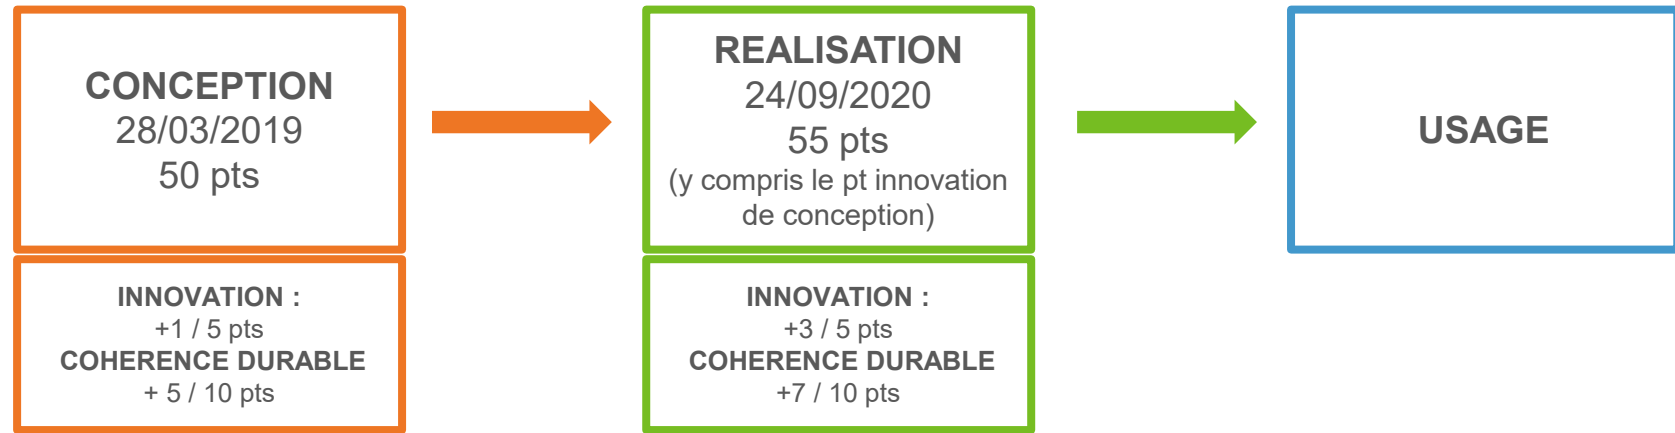 CONCEPTION
28/03/2019
50 pts
INNOVATION :
+1 / 5 pts
COHERENCE DURABLE
+ 5 / 10 pts
REALISATION
24/09/2020
55 pts
(y compris le pt innovation
de conception)
INNOVATION :
+3 / 5 pts
COHERENCE DURABLE
+7 / 10 pts
USAGE